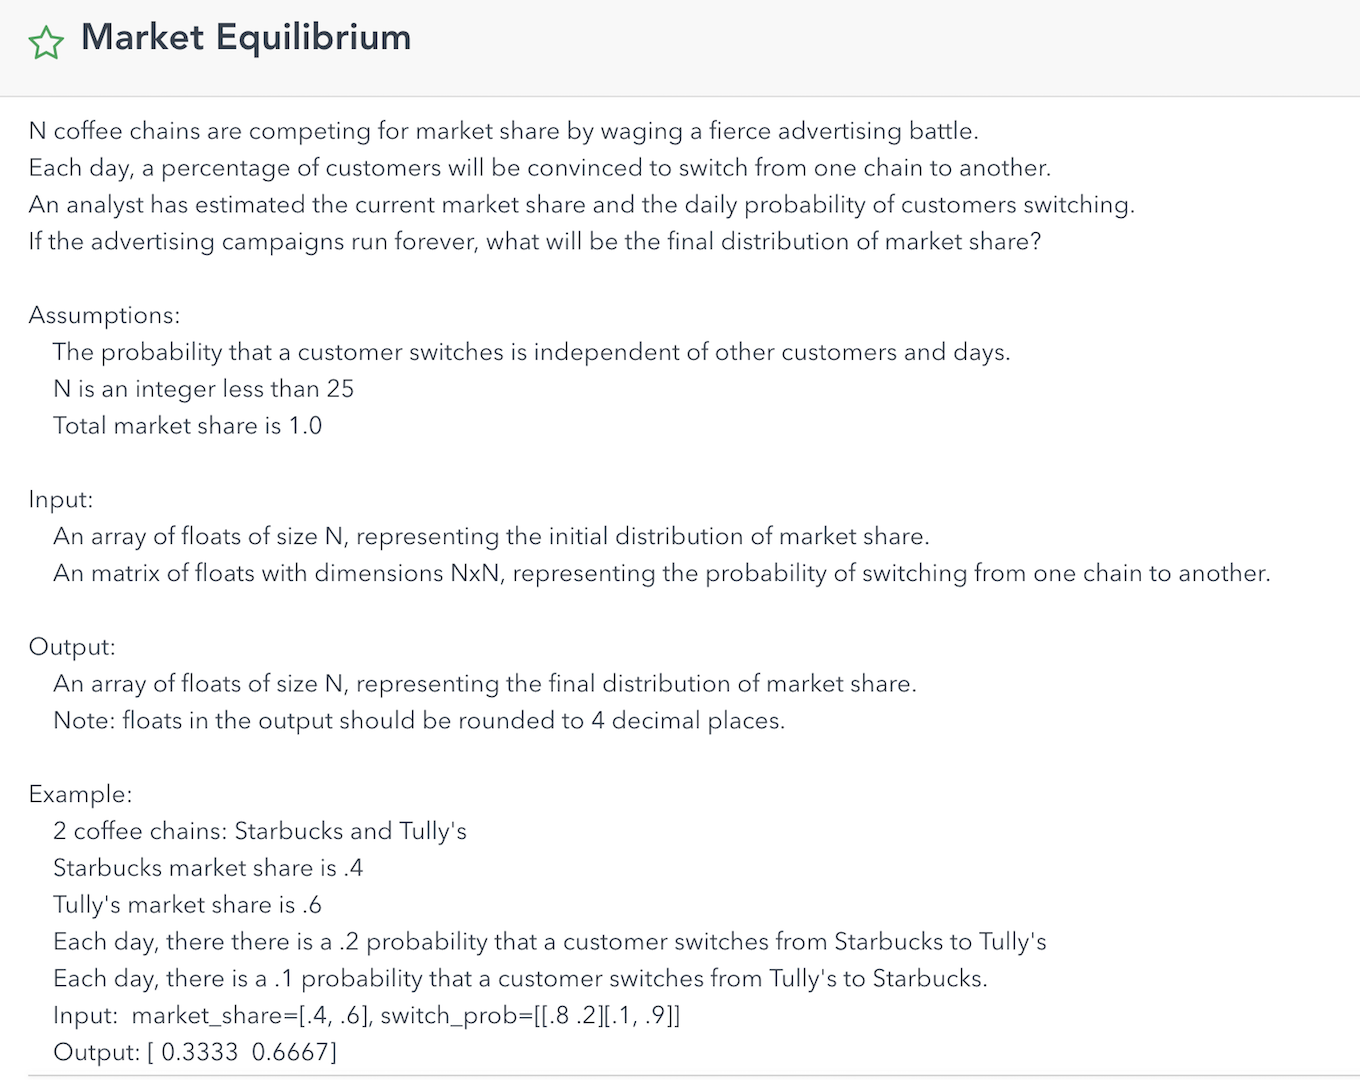 Market Equilibrium
N coffee chains are competing for market share by waging a fierce advertising battle.
Each day, a percentage of customers will be convinced to switch from one chain to another.
An analyst has estimated the current market share and the daily probability of customers switching.
If the advertising campaigns run forever, what will be the final distribution of market share?
Assumptions:
The probability that a customer switches is independent of other customers and days.
N is an integer less than 25
Total market share is 1.0
Input:
An array of floats of size N, representing the initial distribution of market share.
An matrix of floats with dimensions NxN, representing the probability of switching from one chain to another.
Output:
An array of floats of size N, representing the final distribution of market share.
Note: floats in the output should be rounded to 4 decimal places.
Example:
2 coffee chains: Starbucks and Tully's
Starbucks market share is .4
Tully's market share is .6
Each day, there there is a .2 probability that a customer switches from Starbucks to Tully's
Each day, there is a .1 probability that a customer switches from Tully's to Starbucks.
Input:  market_share=[.4, .6], switch_prob=[[.8 .2][.1, .9]]
Output: [ 0.3333  0.6667]